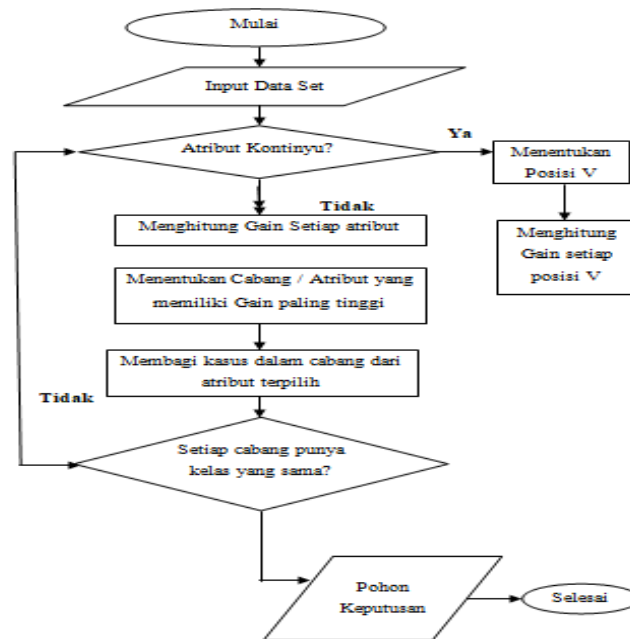 Mulai
Input Data Set
Atribut Kontinyu?
Ya
Menentukan
Posisi V
Tidak
Menghitung Gain Setiap atribut
Menghitung
Gain setiap
posisi V
Menentukan Cabang / Atribut yang
memiliki Gain paling tinggi
Membagi kasus dalam cabang dari
atribut terpilih
Tidak
Setiap cabang punya
kelas yang sama?
Pohon
Keputusan
Selesai